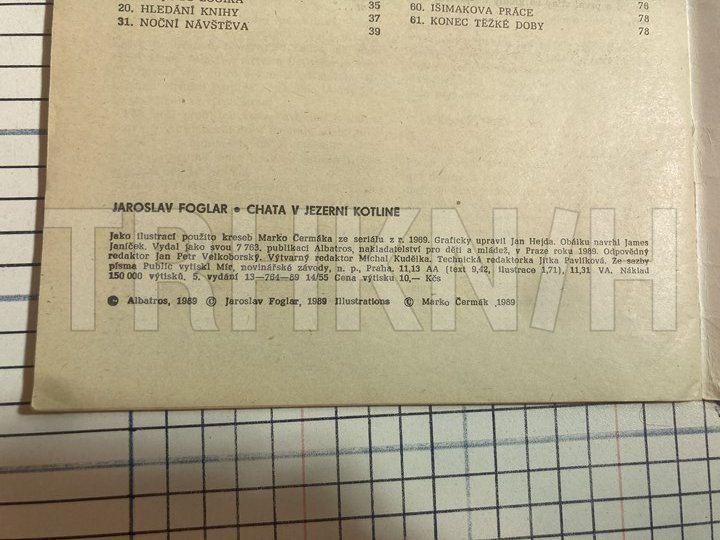 20. HLEDÁNÍ KNIHY 35
31. NOČNÍ NÁVŠTĚVA 37
39
60. IŠIMAKOVA PRÁCE 76
61. KONEC TĚŽKÉ DOBY 78
78
JAROSLAV FOGLAR • CHATA V JEZERNÍ KOTLINE
Jako ilustrací použito kreseb Marko Čermáka ze seriálu z r. 1969. Graficky upravil Jan Hejda. Obálku navrhl James
Janíček. Vydal jako svou 7 763. publikaci Albatros, nakladatelství pro děti a mládež, v Praze roku 1989. Odpovědný
redaktor Jan Petr Velkoborský. Výtvarný redaktor Michal Kudělka. Technická redaktorka Jitka Pavlíková. Ze sazby
písma Public vytiskl Mír, novinářské závody, n. p., Praha. 11,13 AA (text 9,42, ilustrace 1,71), 11,31 VA. Náklad
150 000 výtisků, 5. vydání 13—764—89 14/55 Cena výtisku 10,— Kčs
© Albatros, 1989 © Jaroslav Foglar, 1989 Illustrations © Marko Čermák ,1989
TRHKN/H